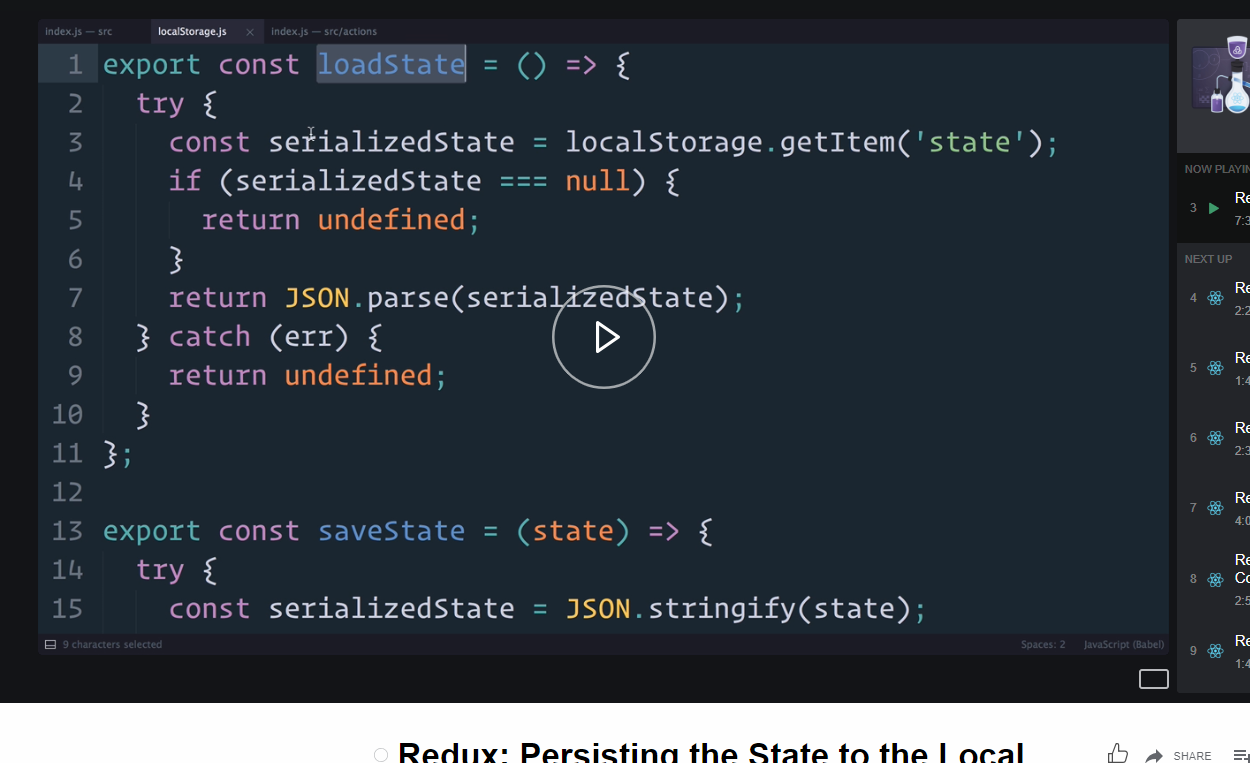 index.js — src localStorage.js × index.js — src/actions
1 export const loadState = () => {
2 try {
3 const serializedState = localStorage.getItem('state');
4 if (serializedState === null) {
5 return undefined;
6 }
7 return JSON.parse(serializedState);
8 } catch (err) {
9 return undefined;
10 }
11 };
12
13 export const saveState = (state) => {
14 try {
15 const serializedState = JSON.stringify(state);
9 characters selected Spaces: 2 JavaScript (Babel)
NOW PLAYIN
3 Re
7:3
NEXT UP
4 Re
2:2
5 Re
1:4
6 Re
2:3
7 Re
4:0
8 Re
Co
2:5
9 Re
1:4
Redux: Persisting the State to the Local
SHARE